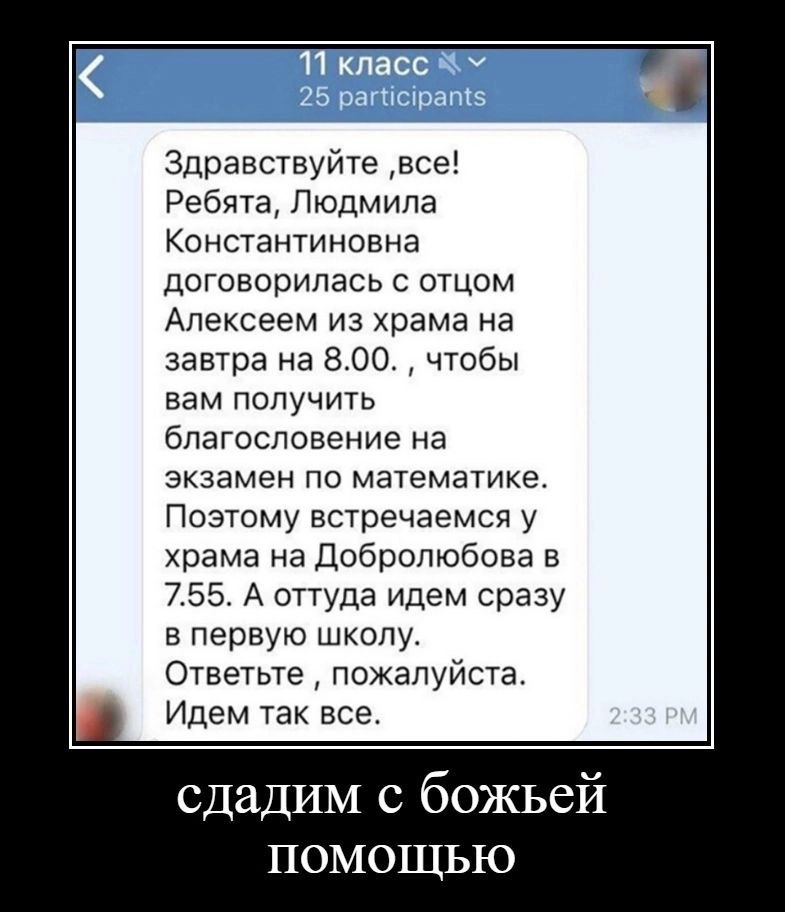 11 класс
25 participants
Здравствуйте ,все!
Ребята, Людмила
Константиновна
договорилась с отцом
Алексеем из храма на
завтра на 8.00. , чтобы
вам получить
благословение на
экзамен по математике.
Поэтому встречаемся у
храма на Добролюбова в
7.55. А оттуда идем сразу
в первую школу.
Ответьте , пожалуйста.
Идем так все.
2:33 PM
сдадим с божьей
помощью